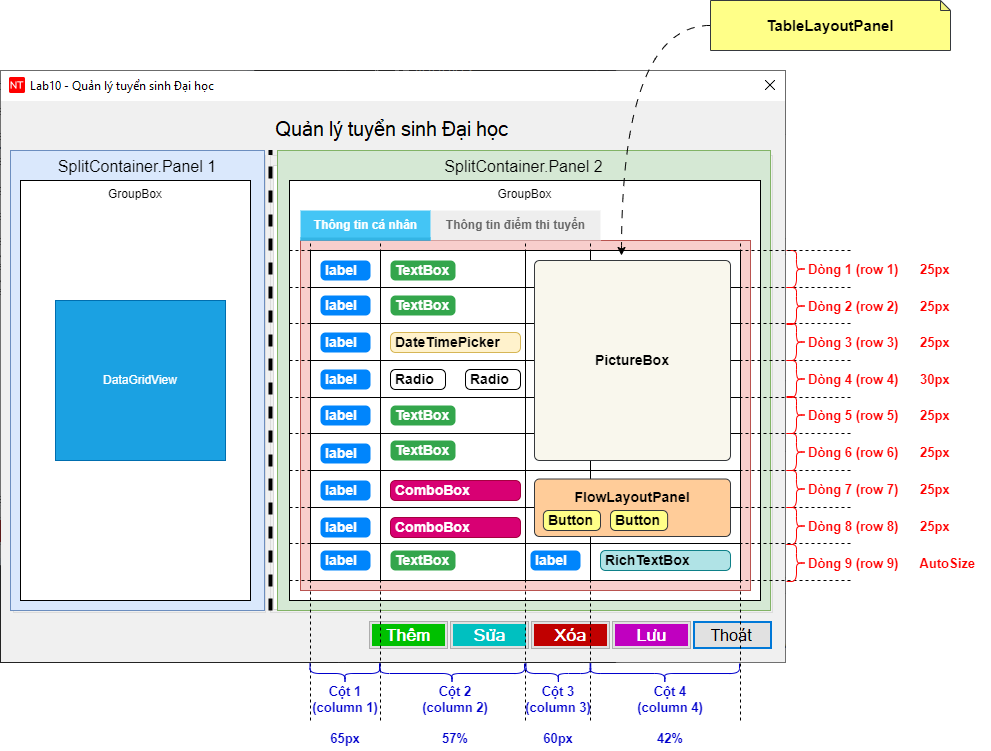 TableLayoutPanel
NT Lab10 - Quản lý tuyển sinh Đại học
Quản lý tuyển sinh Đại học
SplitContainer.Panel 1
GroupBox
DataGridView
SplitContainer.Panel 2
GroupBox
Thông tin cá nhân Thông tin điểm thi tuyển
label TextBox
label TextBox
label DateTimePicker
label Radio Radio
label TextBox
label TextBox
label ComboBox
label ComboBox
label TextBox label RichTextBox
PictureBox
FlowLayoutPanel
Button Button
Dòng 1 (row 1) 25px
Dòng 2 (row 2) 25px
Dòng 3 (row 3) 25px
Dòng 4 (row 4) 30px
Dòng 5 (row 5) 25px
Dòng 6 (row 6) 25px
Dòng 7 (row 7) 25px
Dòng 8 (row 8) 25px
Dòng 9 (row 9) AutoSize
Thêm Sửa Xóa Lưu Thoát
Cột 1 Cột 2 Cột 3 Cột 4
(column 1) (column 2) (column 3) (column 4)
65px 57% 60px 42%